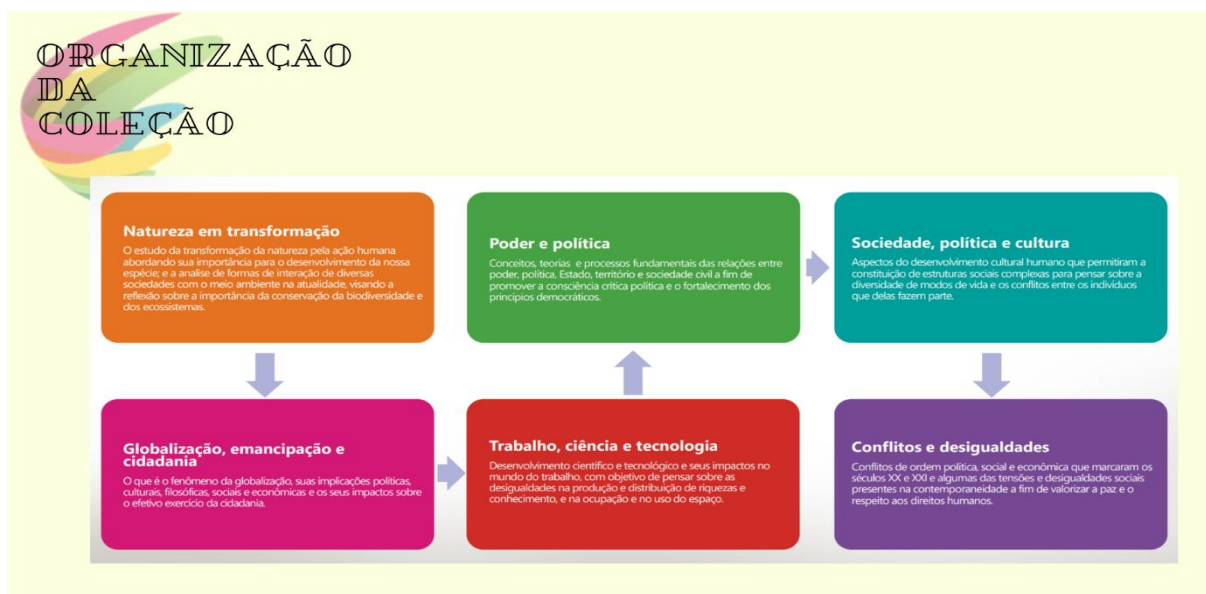 ORGANIZAÇÃO
DA
COLEÇÃO
Natureza em transformação
O estudo da transformação da natureza pela ação humana
abordando sua importância para o desenvolvimento da nossa
espécie; e a analise de formas de interação de diversas
sociedades com o meio ambiente na atualidade, visando a
reflexão sobre a importância da conservação da biodiversidade e
dos ecossistemas.
Globalização, emancipação e
cidadania
O que é o fenômeno da globalização, suas implicações políticas,
culturais, filosóficas, sociais e econômicas e os seus impactos sobre
o efetivo exercício da cidadania.
Trabalho, ciência e tecnologia
Desenvolvimento científico e tecnológico e seus impactos no
mundo do trabalho, com objetivo de pensar sobre as
desigualdades na produção e distribuição de riquezas e
conhecimento, e na ocupação e no uso do espaço.
Poder e política
Conceitos, teorias e processos fundamentais das relações entre
poder, política, Estado, território e sociedade civil a fim de
promover a consciência crítica política e o fortalecimento dos
princípios democráticos.
Sociedade, política e cultura
Aspectos do desenvolvimento cultural humano que permitiram a
constituição de estruturas sociais complexas para pensar sobre a
diversidade de modos de vida e os conflitos entre os indivíduos
que delas fazem parte.
Conflitos e desigualdades
Conflitos de ordem política, social e econômica que marcaram os
séculos XX e XXI e algumas das tensões e desigualdades sociais
presentes na contemporaneidade a fim de valorizar a paz e o
respeito aos direitos humanos.